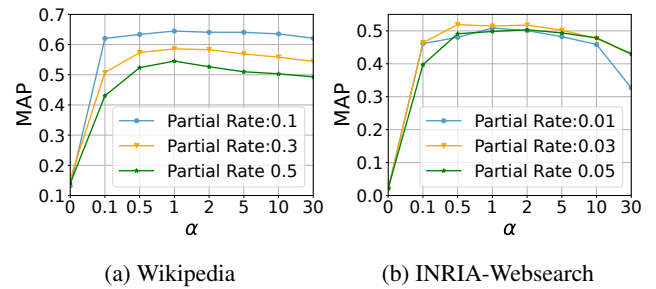 0.7
0.6
0.5
0.4
0.3
0.2
0.1
MAP
Partial Rate:0.1
Partial Rate:0.3
Partial Rate 0.5
0 0.1 0.5 1 2 5 10 30
α
(a) Wikipedia
0.5
0.4
0.3
0.2
0.1
0.0
MAP
Partial Rate:0.01
Partial Rate:0.03
Partial Rate 0.05
0 0.1 0.5 1 2 5 10 30
α
(b) INRIA-Websearch